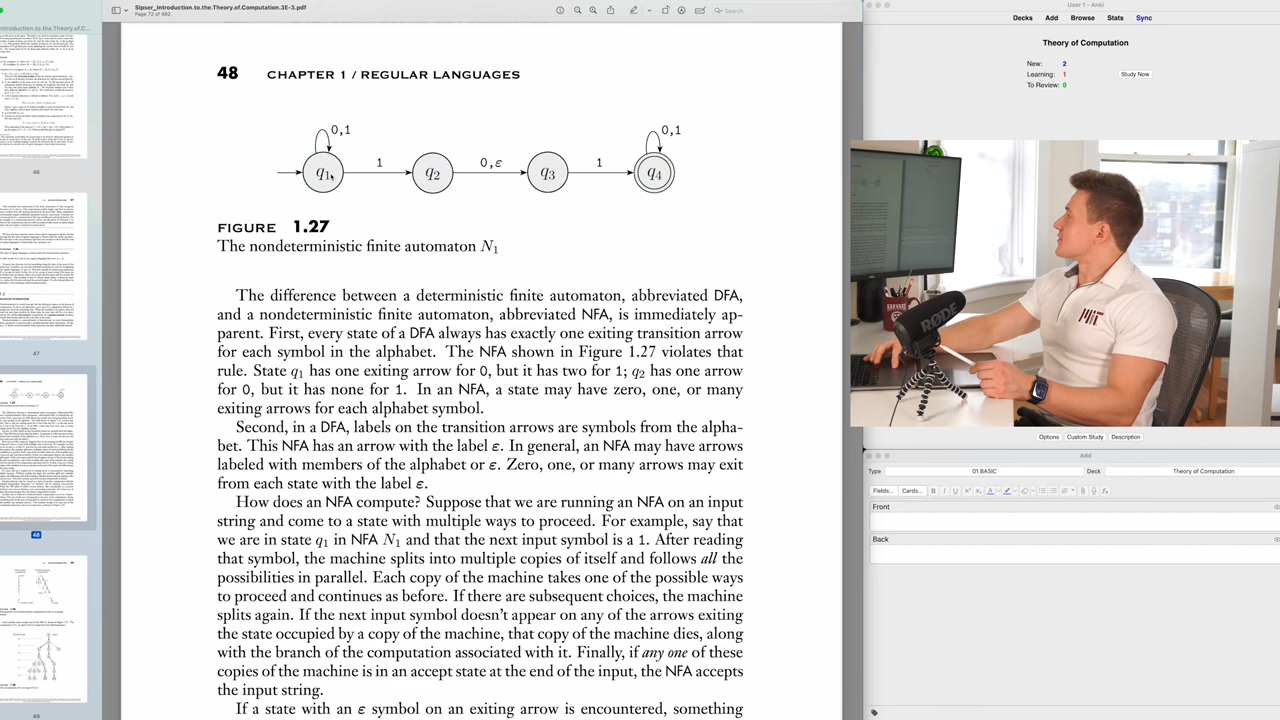 Introduction.to.the.Theory.of.C...
46
47
48
49
Sipser_Introduction.to.the.Theory.of.Computation.3E-3.pdf
Page 72 of 482
Search
48 CHAPTER 1 / REGULAR LANGUAGES
0,1 0,1
1 0,ε 1
q1 q2 q3 q4
FIGURE 1.27
The nondeterministic finite automaton N1
The difference between a deterministic finite automaton, abbreviated DFA,
and a nondeterministic finite automaton, abbreviated NFA, is immediately ap-
parent. First, every state of a DFA always has exactly one exiting transition arrow
for each symbol in the alphabet. The NFA shown in Figure 1.27 violates that
rule. State q1 has one exiting arrow for 0, but it has two for 1; q2 has one arrow
for 0, but it has none for 1. In an NFA, a state may have zero, one, or many
exiting arrows for each alphabet symbol.
Second, in a DFA, labels on the transition arrows are symbols from the alpha-
bet. This NFA has an arrow with the label ε. In general, an NFA may have arrows
labeled with members of the alphabet or ε. Zero, one, or many arrows may exit
from each state with the label ε.
How does an NFA compute? Suppose that we are running an NFA on an input
string and come to a state with multiple ways to proceed. For example, say that
we are in state q1 in NFA N1 and that the next input symbol is a 1. After reading
that symbol, the machine splits into multiple copies of itself and follows all the
possibilities in parallel. Each copy of the machine takes one of the possible ways
to proceed and continues as before. If there are subsequent choices, the machine
splits again. If the next input symbol doesn't appear on any of the arrows exiting
the state occupied by a copy of the machine, that copy of the machine dies, along
with the branch of the computation associated with it. Finally, if any one of these
copies of the machine is in an accept state at the end of the input, the NFA accepts
the input string.
If a state with an ε symbol on an exiting arrow is encountered, something
User 1 - Anki
Decks Add Browse Stats Sync
Theory of Computation
New: 2
Learning: 1
To Review: 0
Study Now
HARVARD
MIT
Options Custom Study Description
Add
Type 01 BASIC Deck Theory of Computation
Fields... Cards...
Front
Back